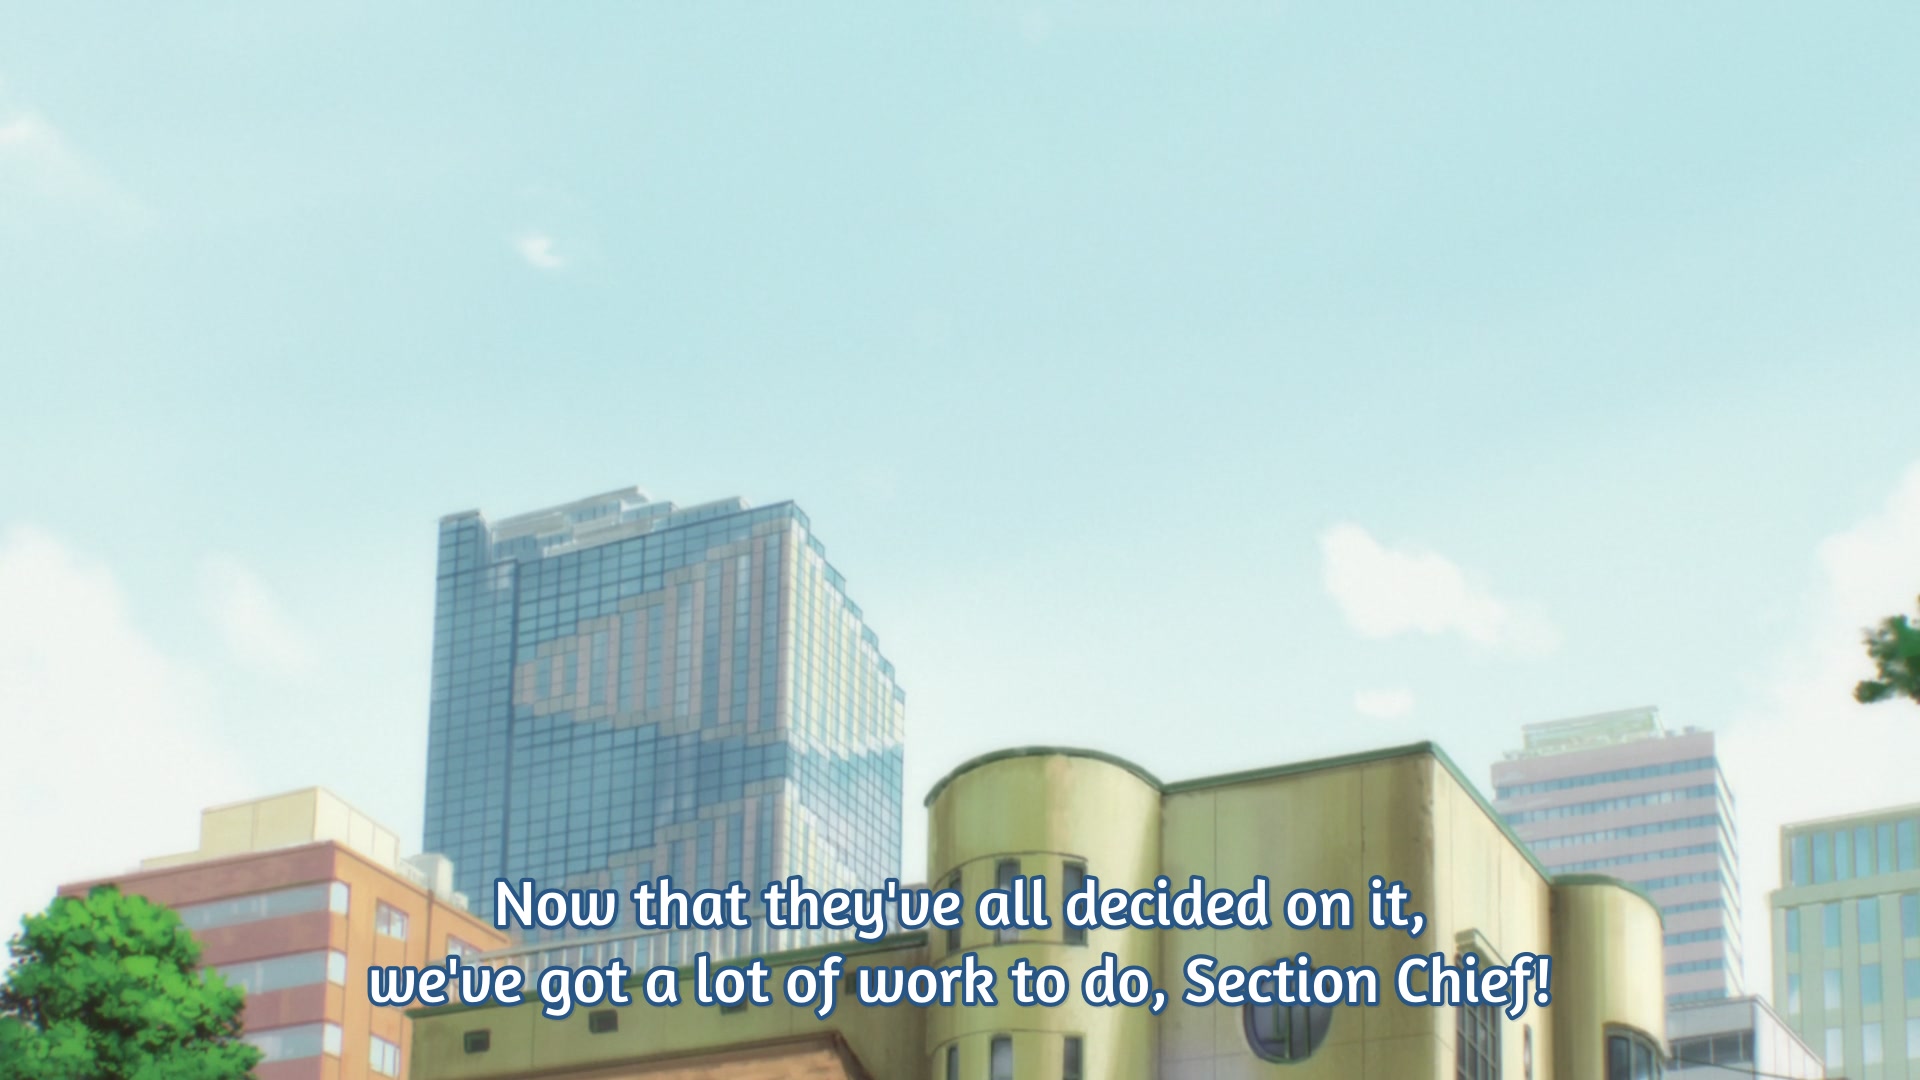 Now that they've all decided on it,
we've got a lot of work to do, Section Chief!